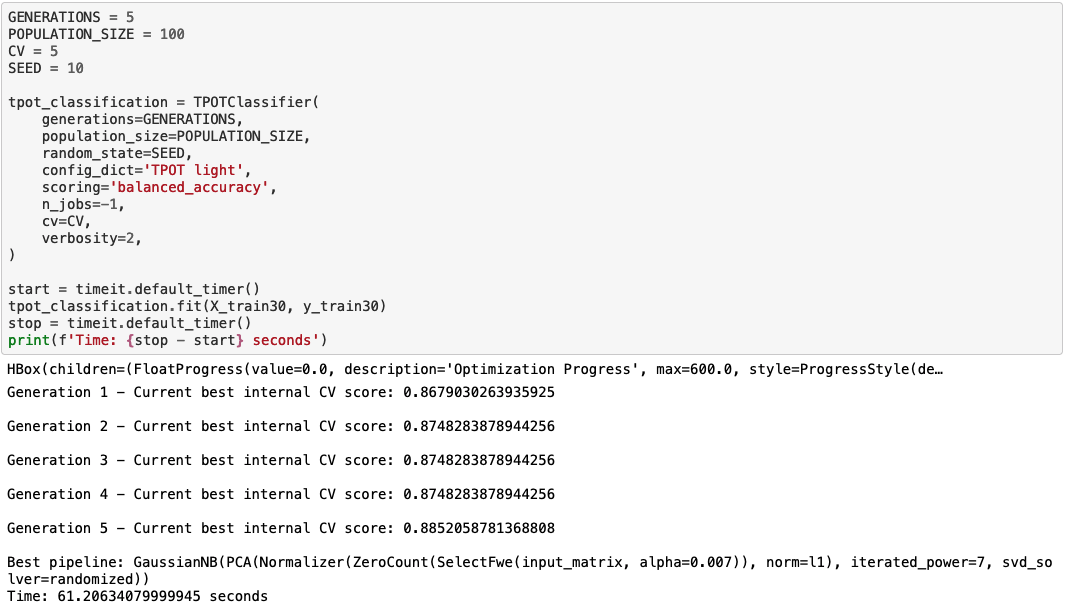 GENERATIONS = 5
POPULATION_SIZE = 100
CV = 5
SEED = 10
tpot_classification = TPOTClassifier(
    generations=GENERATIONS,
    population_size=POPULATION_SIZE,
    random_state=SEED,
    config_dict='TPOT light',
    scoring='balanced_accuracy',
    n_jobs=-1,
    cv=CV,
    verbosity=2,
)
start = timeit.default_timer()
tpot_classification.fit(X_train30, y_train30)
stop = timeit.default_timer()
print(f'Time: {stop - start} seconds')
HBox(children=(FloatProgress(value=0.0, description='Optimization Progress', max=600.0, style=ProgressStyle(de…
Generation 1 - Current best internal CV score: 0.8679030263935925
Generation 2 - Current best internal CV score: 0.8748283878944256
Generation 3 - Current best internal CV score: 0.8748283878944256
Generation 4 - Current best internal CV score: 0.8748283878944256
Generation 5 - Current best internal CV score: 0.8852058781368808
Best pipeline: GaussianNB(PCA(Normalizer(ZeroCount(SelectFwe(input_matrix, alpha=0.007)), norm=l1), iterated_power=7, svd_so
lver=randomized))
Time: 61.20634079999945 seconds